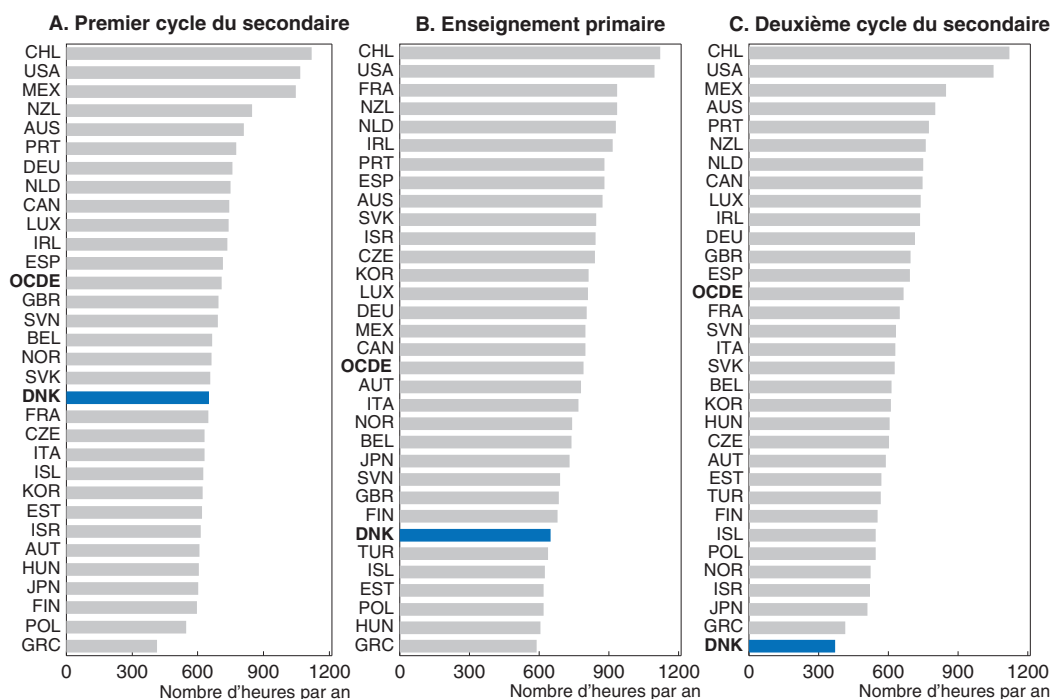 A. Premier cycle du secondaire
CHL
USA
MEX
NZL
AUS
PRT
DEU
NLD
CAN
LUX
IRL
ESP
OCDE
GBR
SVN
BEL
NOR
SVK
DNK
FRA
CZE
ITA
ISL
KOR
EST
ISR
AUT
HUN
JPN
FIN
POL
GRC
0 300 600 900 1200
Nombre d'heures par an
B. Enseignement primaire
CHL
USA
FRA
NZL
NLD
IRL
PRT
ESP
AUS
SVK
ISR
CZE
KOR
LUX
DEU
MEX
CAN
OCDE
AUT
ITA
NOR
BEL
JPN
SVN
GBR
FIN
DNK
TUR
ISL
EST
POL
HUN
GRC
0 300 600 900 1200
Nombre d'heures par an
C. Deuxième cycle du secondaire
CHL
USA
MEX
AUS
PRT
NZL
NLD
CAN
LUX
IRL
DEU
GBR
ESP
OCDE
FRA
SVN
ITA
SVK
BEL
KOR
HUN
CZE
AUT
EST
TUR
FIN
ISL
POL
NOR
ISR
JPN
GRC
DNK
0 300 600 900 1200
Nombre d'heures par an